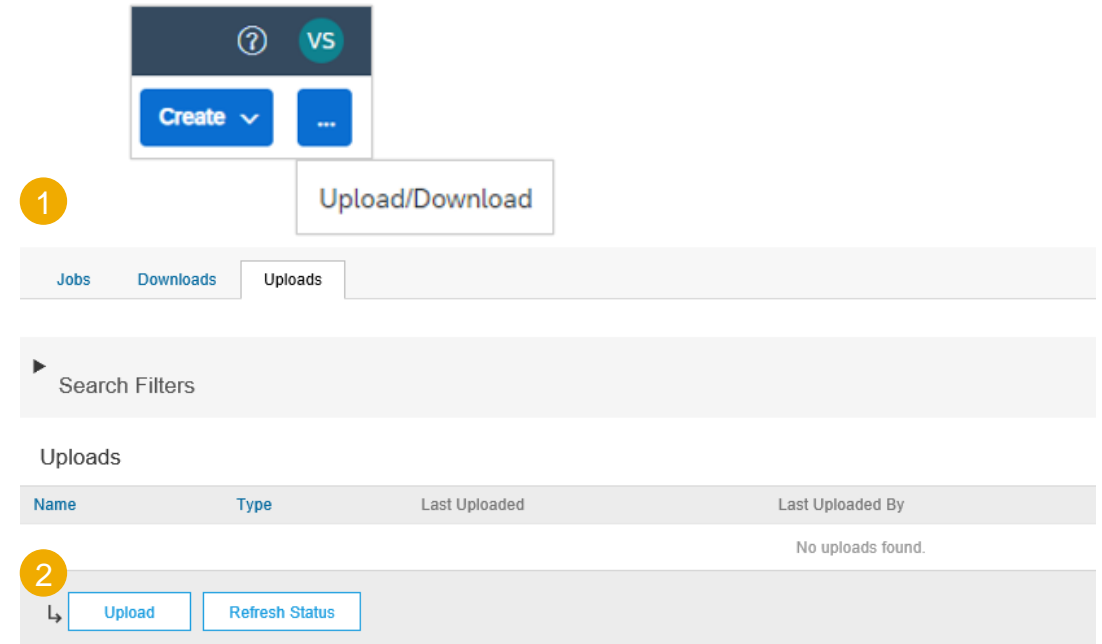 VS
Create
...
Upload/Download
1
Jobs Downloads Uploads
Search Filters
Uploads
Name Type Last Uploaded Last Uploaded By
No uploads found.
2
Upload Refresh Status